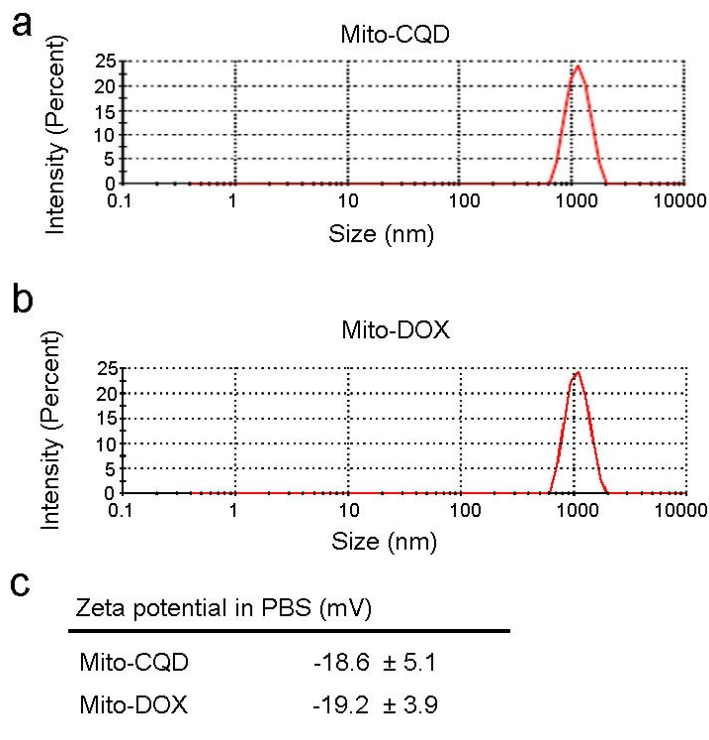 a
Mito-CQD
Intensity (Percent)
25
20
15
10
5
0
0.1 1 10 100 1000 10000
Size (nm)
b
Mito-DOX
Intensity (Percent)
25
20
15
10
5
0
0.1 1 10 100 1000 10000
Size (nm)
c
Zeta potential in PBS (mV)
Mito-CQD -18.6 ± 5.1
Mito-DOX -19.2 ± 3.9